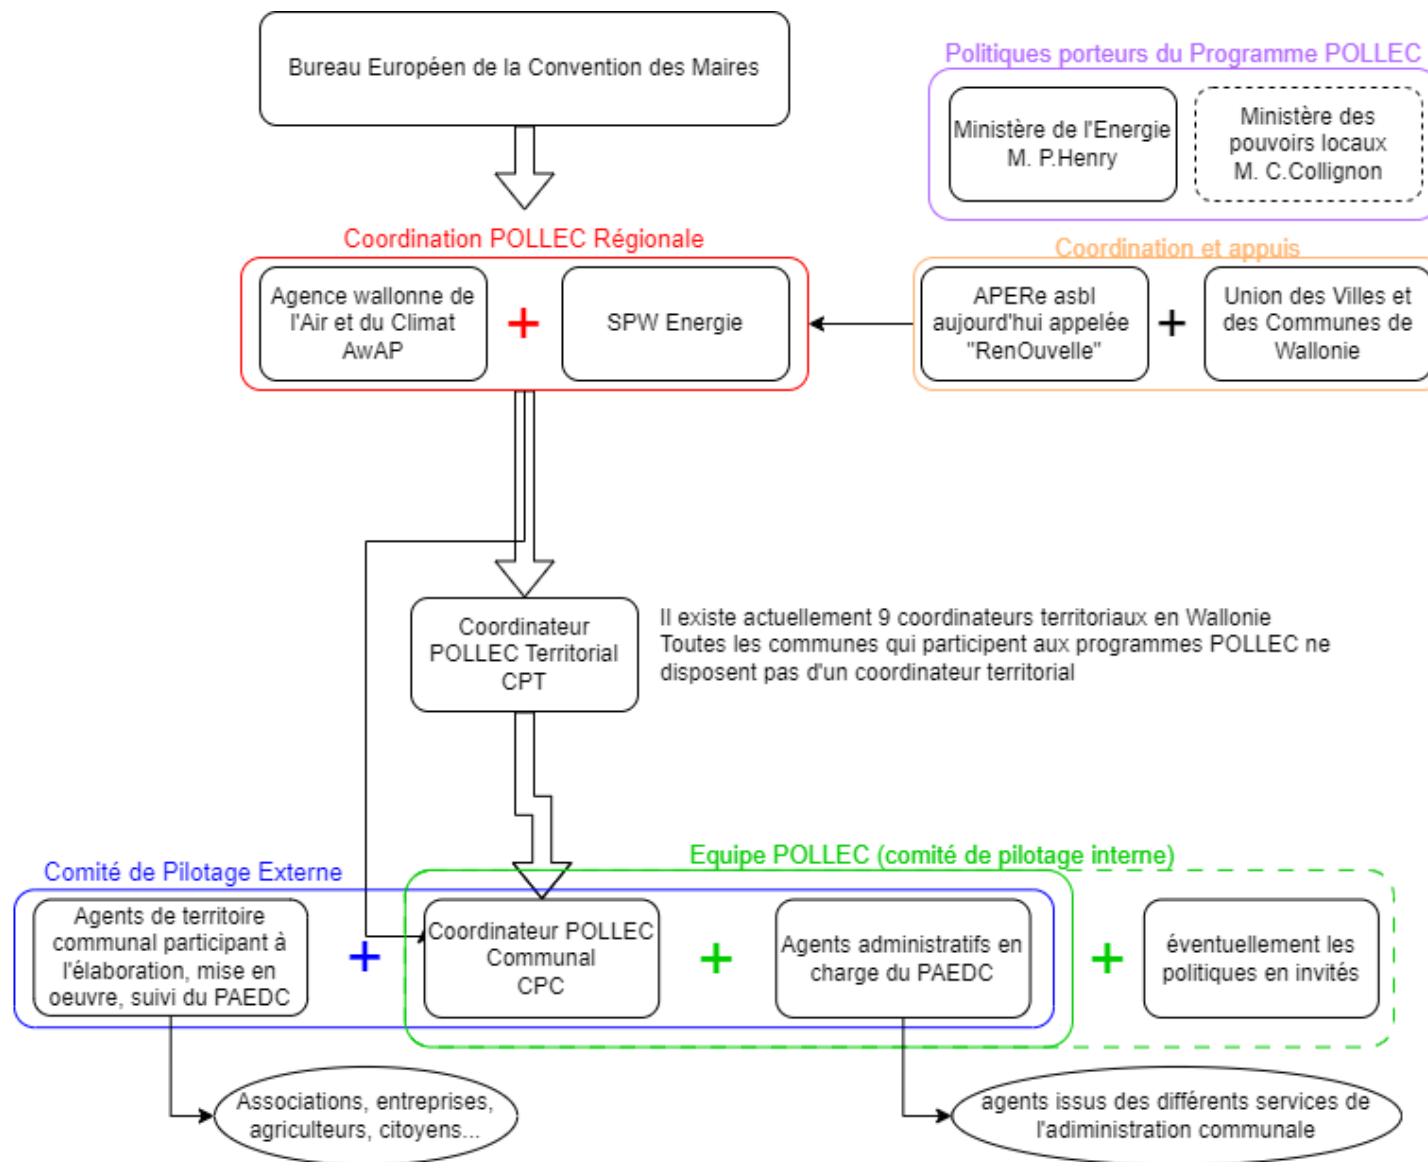 Bureau Européen de la Convention des Maires
Politiques porteurs du Programme POLLEC
Ministère de l'Energie
M. P.Henry
Ministère des
pouvoirs locaux
M. C.Collignon
Coordination POLLEC Régionale
Agence wallonne de
l'Air et du Climat
AwAP
+
SPW Energie
Coordination et appuis
APERe asbl
aujourd'hui appelée
"RenOuvelle"
+
Union des Villes et
des Communes de
Wallonie
Coordinateur
POLLEC Territorial
CPT
Il existe actuellement 9 coordinateurs territoriaux en Wallonie
Toutes les communes qui participent aux programmes POLLEC ne
disposent pas d'un coordinateur territorial
Comité de Pilotage Externe
Equipe POLLEC (comité de pilotage interne)
Agents de territoire
communal participant à
l'élaboration, mise en
oeuvre, suivi du PAEDC
+
Coordinateur POLLEC
Communal
CPC
+
Agents administratifs en
charge du PAEDC
+
éventuellement les
politiques en invités
Associations, entreprises,
agriculteurs, citoyens...
agents issus des différents services de
l'adiministration communale